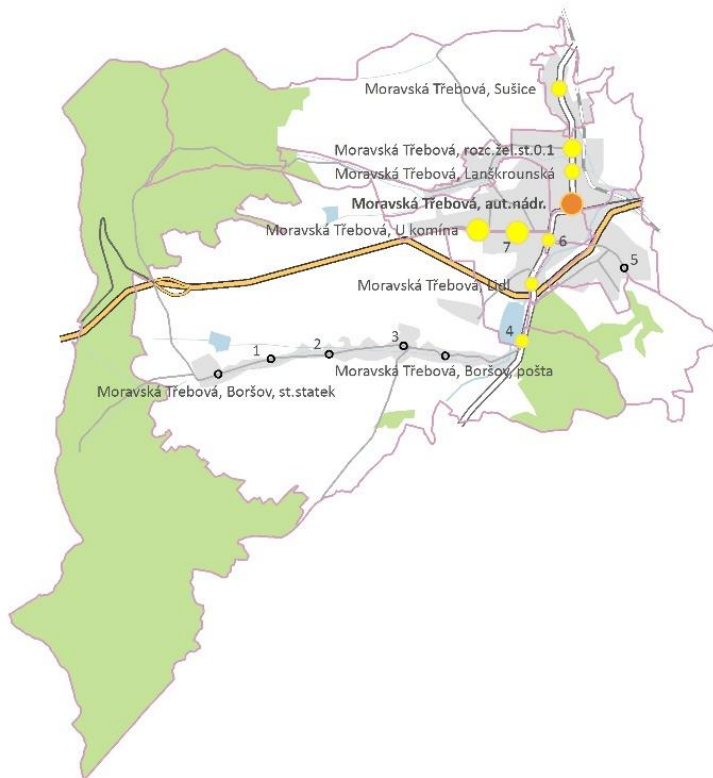 Moravská Třebová, Sušice
Moravská Třebová, rozc.žel.st.0.1
Moravská Třebová, Lanškrounská
Moravská Třebová, aut.nádr.
Moravská Třebová, U komína
7
6
5
Moravská Třebová, Lidl
4
3
2
1
Moravská Třebová, Boršov, pošta
Moravská Třebová, Boršov, st.statek